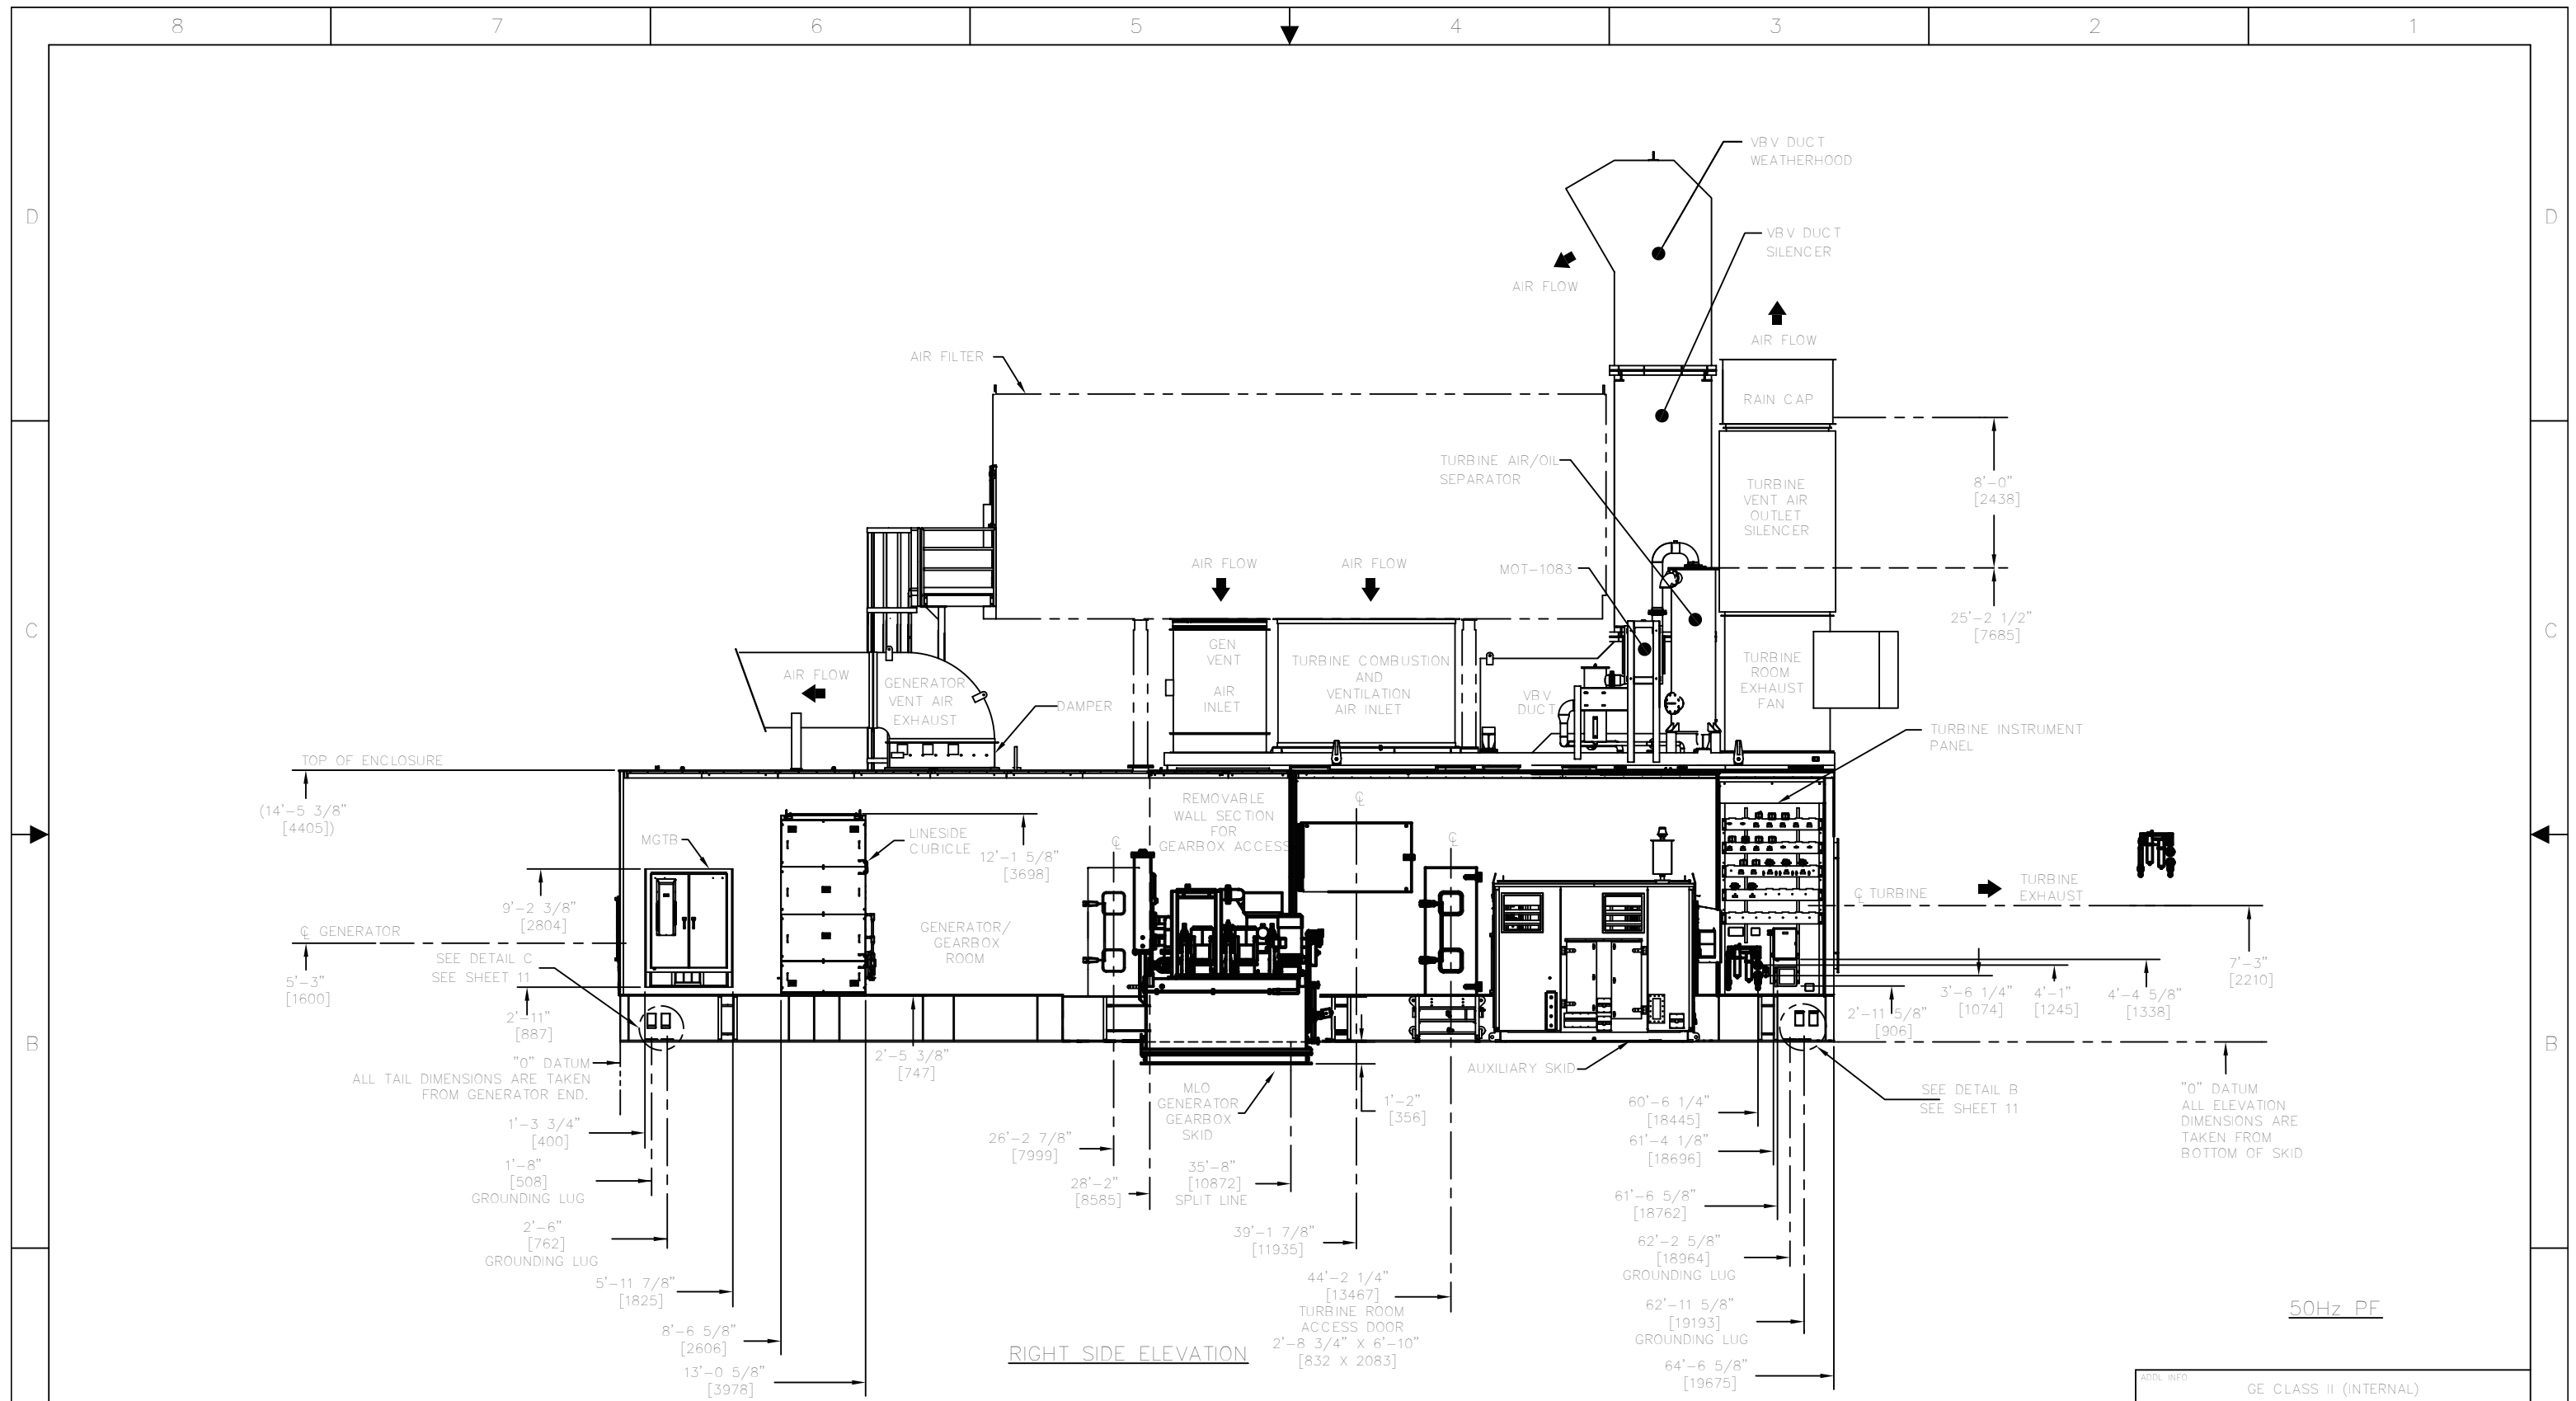 8 7 6 5 4 3 2 1
D
D
C
C
B
B
VBV DUCT
WEATHERHOOD
VBV DUCT
SILENCER
AIR FLOW
AIR FLOW
AIR FILTER
RAIN CAP
TURBINE AIR/OIL
SEPARATOR
TURBINE
VENT AIR
OUTLET
SILENCER
8'-0"
[2438]
AIR FLOW
AIR FLOW
MOT-1083
25'-2 1/2"
[7685]
GEN
VENT
AIR
INLET
TURBINE COMBUSTION
AND
VENTILATION
AIR INLET
VBV
DUCT
TURBINE
ROOM
EXHAUST
FAN
AIR FLOW
GENERATOR
VENT AIR
EXHAUST
DAMPER
TURBINE INSTRUMENT
PANEL
TOP OF ENCLOSURE
(14'-5 3/8"
[4405])
MGTB
LINESIDE
CUBICLE
12'-1 5/8"
[3698]
REMOVABLE
WALL SECTION
FOR
GEARBOX ACCESS
℄
℄
℄
9'-2 3/8"
[2804]
℄ GENERATOR
5'-3"
[1600]
SEE DETAIL C
SEE SHEET 11
2'-11"
[887]
GENERATOR/
GEARBOX
ROOM
℄ TURBINE
TURBINE
EXHAUST
7'-3"
[2210]
3'-6 1/4"
[1074]
4'-1"
[1245]
4'-4 5/8"
[1338]
2'-11 5/8"
[906]
"0" DATUM
ALL TAIL DIMENSIONS ARE TAKEN
FROM GENERATOR END.
2'-5 3/8"
[747]
MLO
GENERATOR
GEARBOX
SKID
1'-2"
[356]
AUXILIARY SKID
SEE DETAIL B
SEE SHEET 11
"0" DATUM
ALL ELEVATION
DIMENSIONS ARE
TAKEN FROM
BOTTOM OF SKID
1'-3 3/4"
[400]
1'-8"
[508]
GROUNDING LUG
2'-6"
[762]
GROUNDING LUG
5'-11 7/8"
[1825]
8'-6 5/8"
[2606]
13'-0 5/8"
[3978]
26'-2 7/8"
[7999]
28'-2"
[8585]
35'-8"
[10872]
SPLIT LINE
39'-1 7/8"
[11935]
44'-2 1/4"
[13467]
TURBINE ROOM
ACCESS DOOR
2'-8 3/4" X 6'-10"
[832 X 2083]
60'-6 1/4"
[18445]
61'-4 1/8"
[18696]
61'-6 5/8"
[18762]
62'-2 5/8"
[18964]
GROUNDING LUG
62'-11 5/8"
[19193]
GROUNDING LUG
64'-6 5/8"
[19675]
RIGHT SIDE ELEVATION
50Hz PF
ADDL INFO
GE CLASS II (INTERNAL)